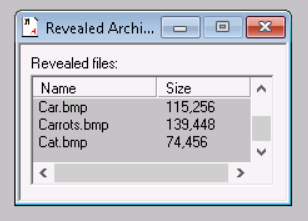 Revealed Archi...
Revealed files:
Name Size
Car.bmp 115,256
Carrots.bmp 139,448
Cat.bmp 74,456